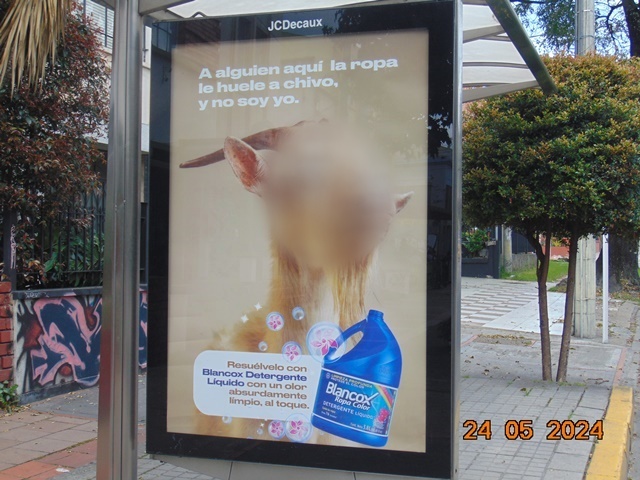 JCDecaux
A alguien aquí la ropa
le huele a chivo,
y no soy yo.
Resuélvelo con
Blancox Detergente
Líquido con un olor
absurdamente
limpio, al toque.
Blancox
Ropa Color
DETERGENTE LÍQUIDO
24 05 2024